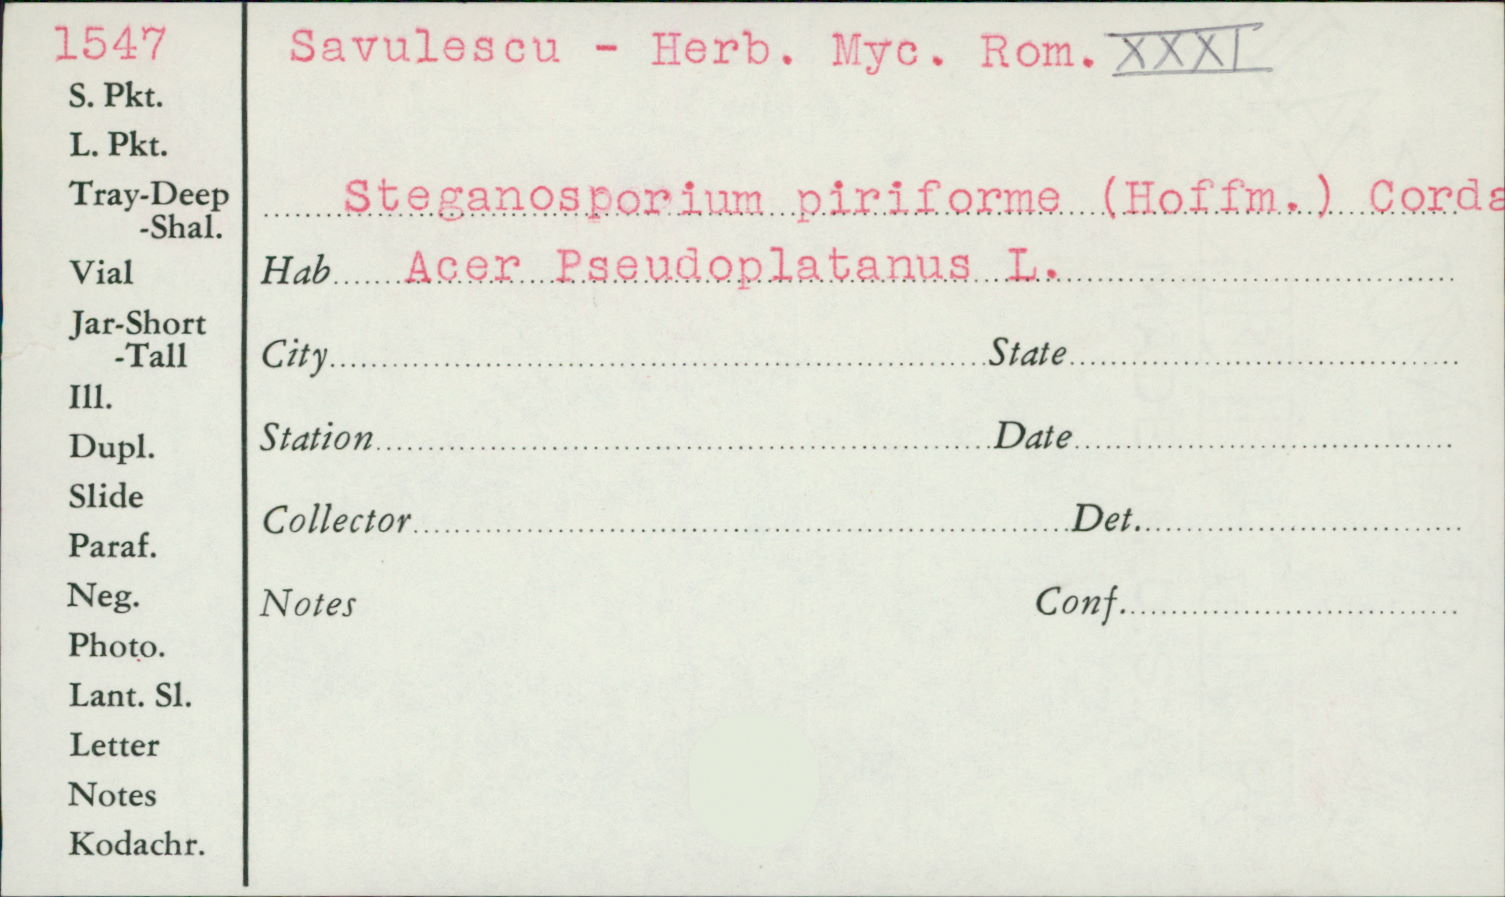 1547
Savulescu - Herb. Myc. Rom. XXXI
S. Pkt.
L. Pkt.
Tray-Deep
-Shal.
Vial
Jar-Short
-Tall
Ill.
Dupl.
Slide
Paraf.
Neg.
Photo.
Lant. Sl.
Letter
Notes
Kodachr.
Steganosporium piriforme (Hoffm.) Corda
Hab Acer Pseudoplatanus L.
City State
Station Date
Collector Det.
Notes Conf.